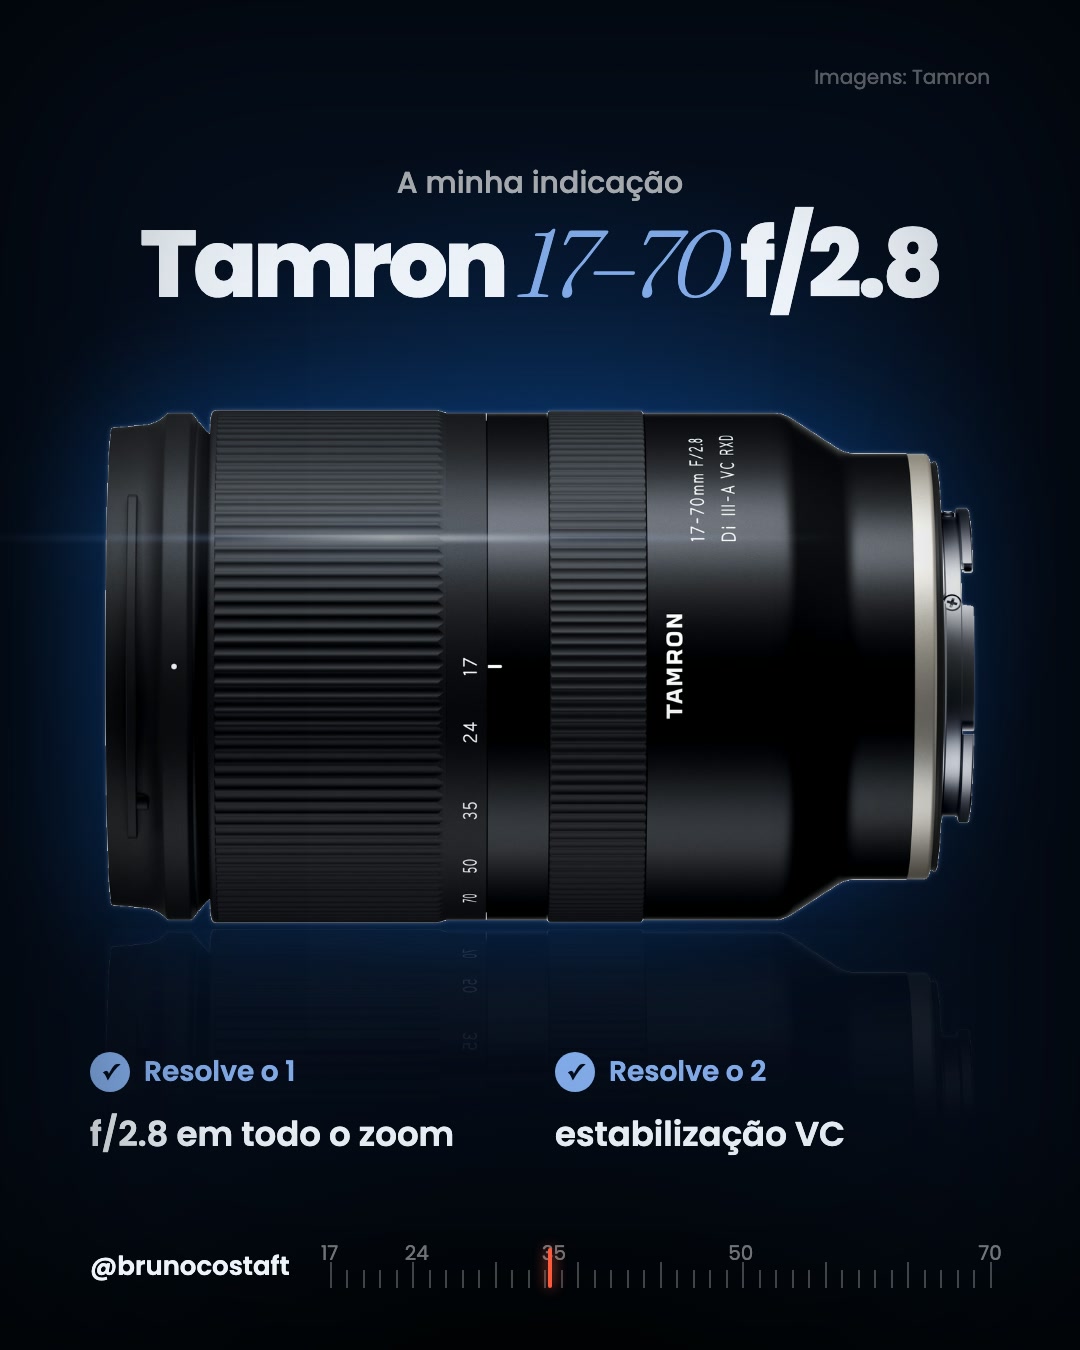 Imagens: Tamron
A minha indicação
Tamron 17–70 f/2.8
17-70mm F/2.8
Di III-A VC RXD
TAMRON
17
24
35
50
70
Resolve o 1
f/2.8 em todo o zoom
Resolve o 2
estabilização VC
@brunocostaft
17 24 35 50 70